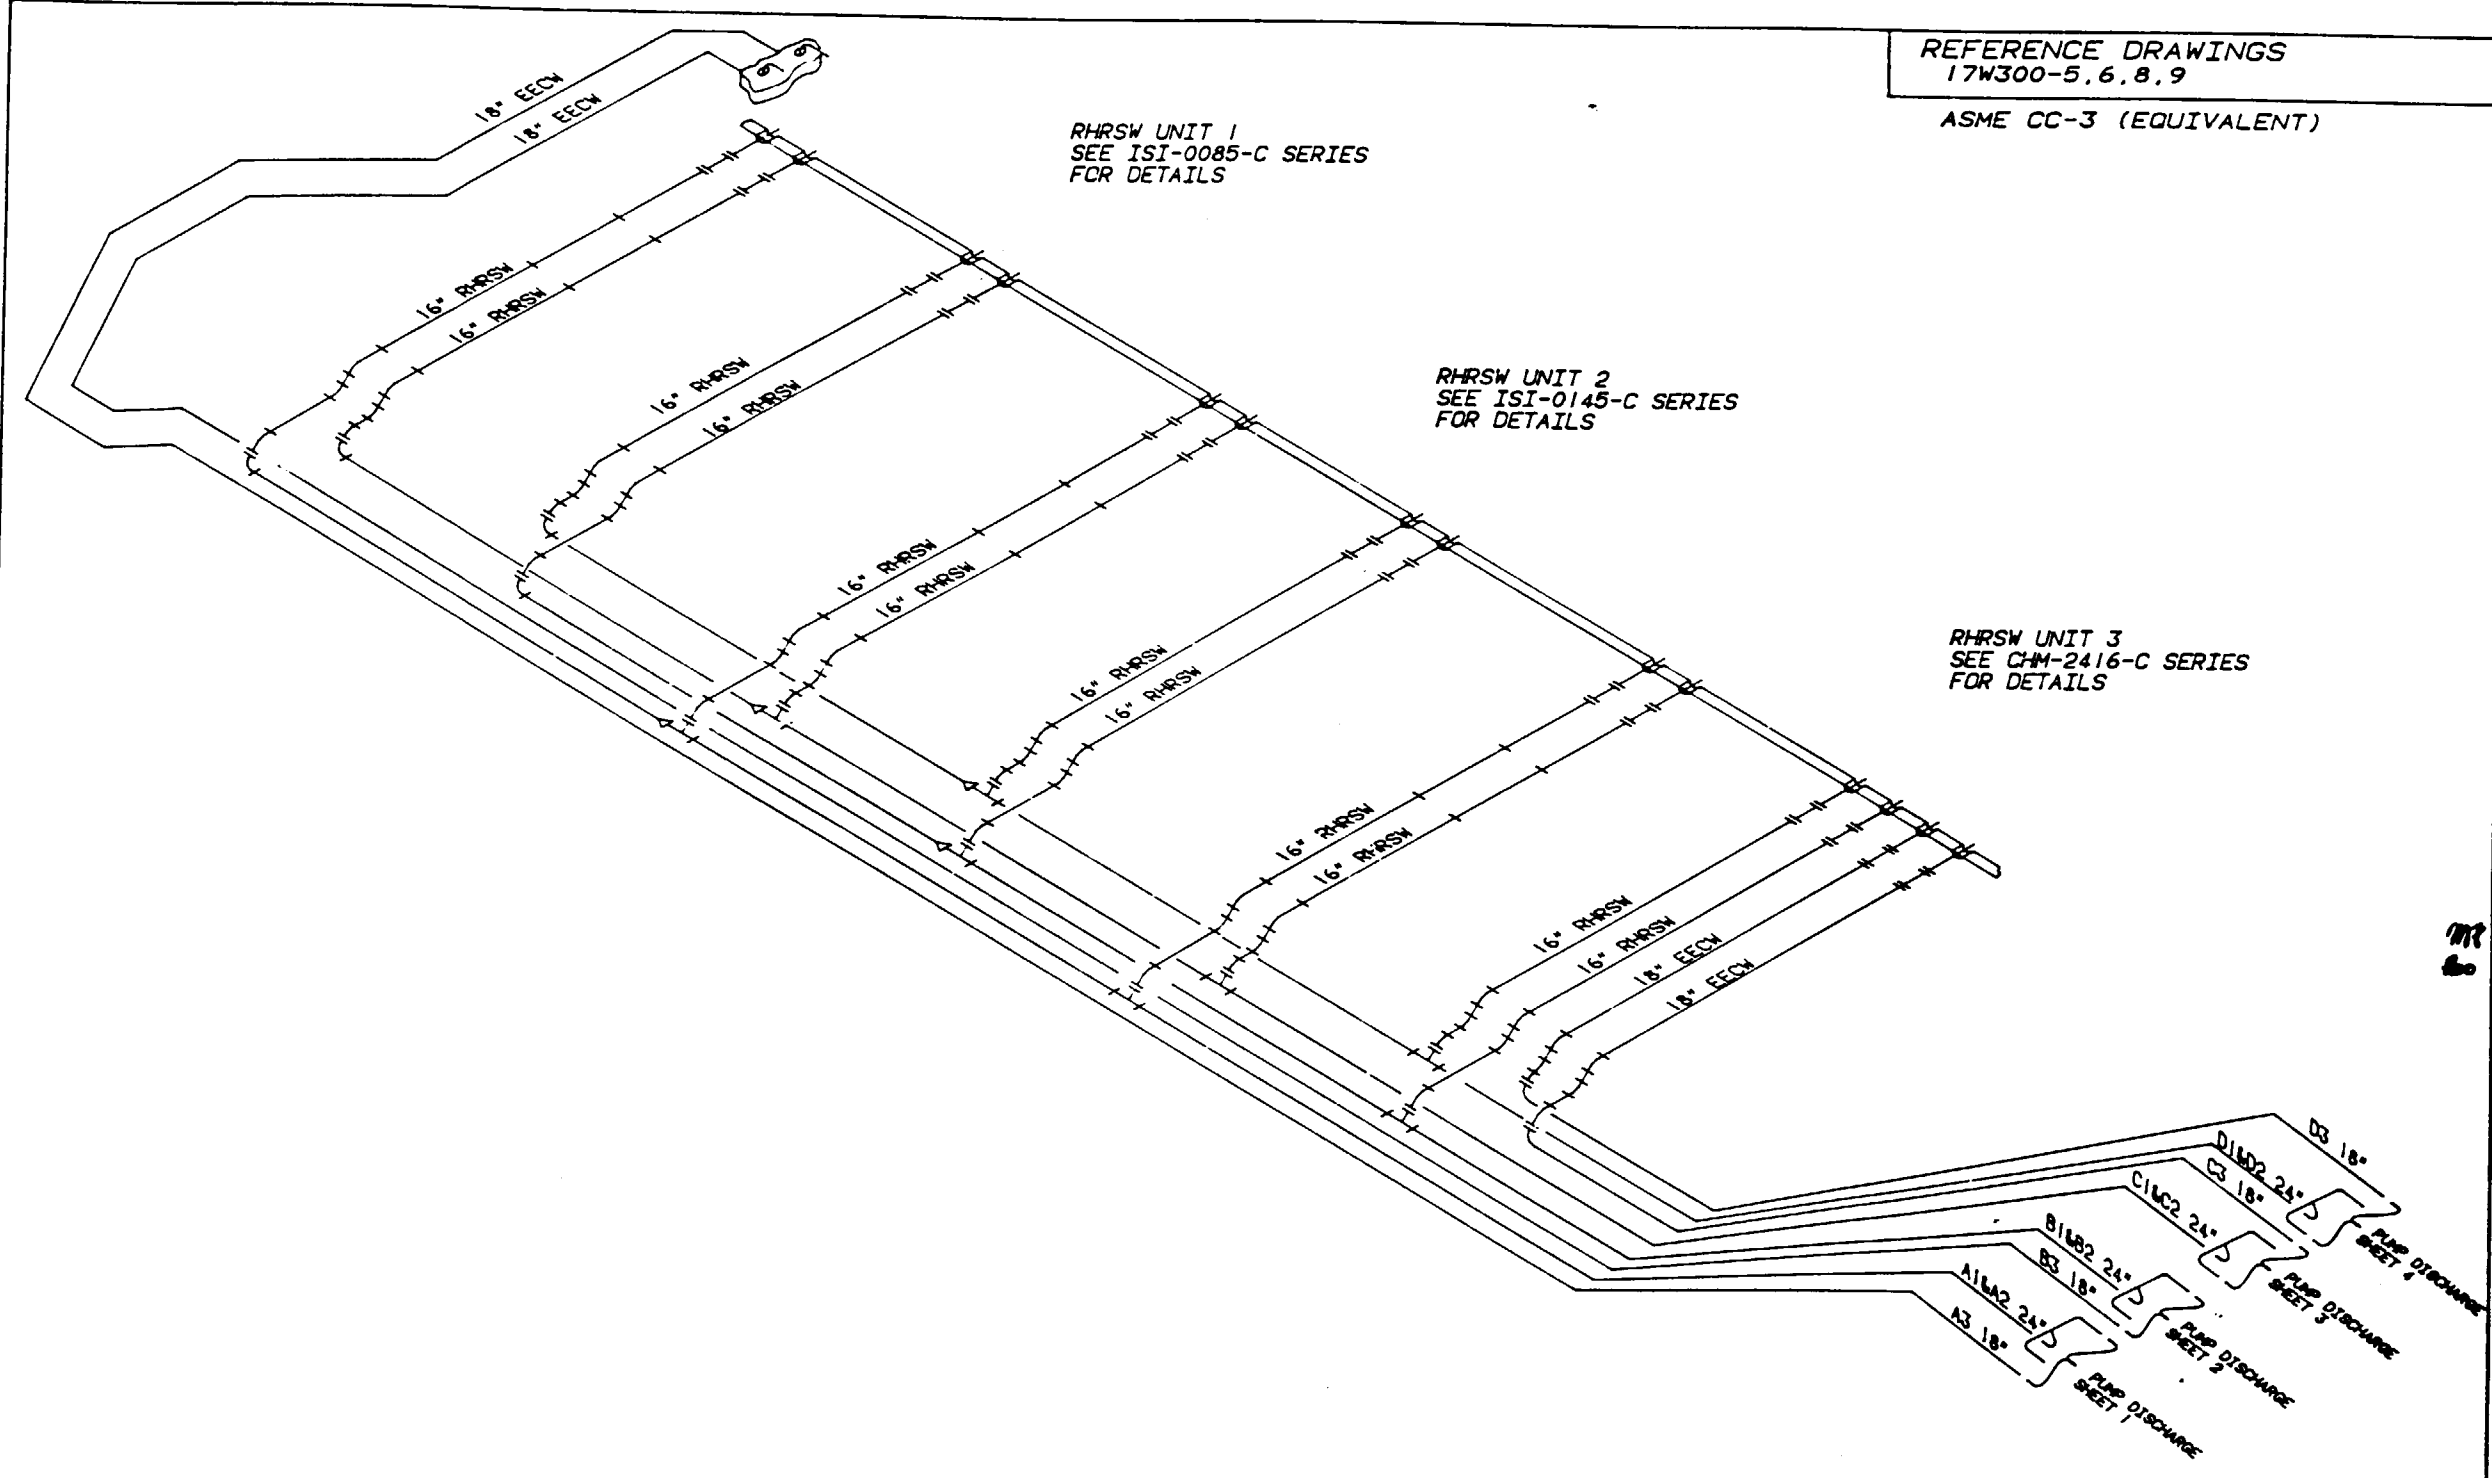 REFERENCE DRAWINGS
17W300-5.6.8.9
ASME CC-3 (EQUIVALENT)
18" EECW
18" EECW
RHRSW UNIT 1
SEE ISI-0085-C SERIES
FOR DETAILS
16" RHRSW
16" RHRSW
16" RHRSW
16" RHRSW
RHRSW UNIT 2
SEE ISI-0145-C SERIES
FOR DETAILS
16" RHRSW
16" RHRSW
16" RHRSW
16" RHRSW
RHRSW UNIT 3
SEE CHM-2416-C SERIES
FOR DETAILS
16" RHRSW
16" RHRSW
16" RHRSW
16" RHRSW
18" EECW
18" EECW
D3 18"
D1&D2 24"
C3 18"
C1&C2 24"
B1&B2 24"
B3 18"
A1&A2 24"
A3 18"
PUMP DISCHARGE
SHEET 4
PUMP DISCHARGE
SHEET 3
PUMP DISCHARGE
SHEET 2
PUMP DISCHARGE
SHEET 1